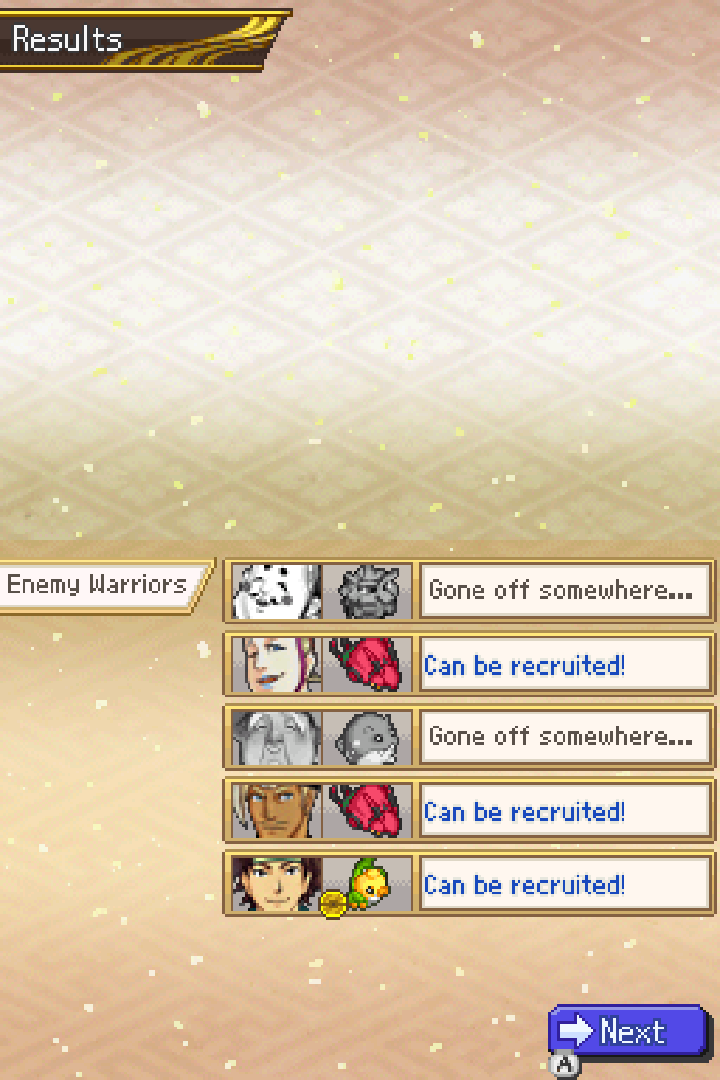 Results
Enemy Warriors
Gone off somewhere...
Can be recruited!
Gone off somewhere...
Can be recruited!
Can be recruited!
Next
A